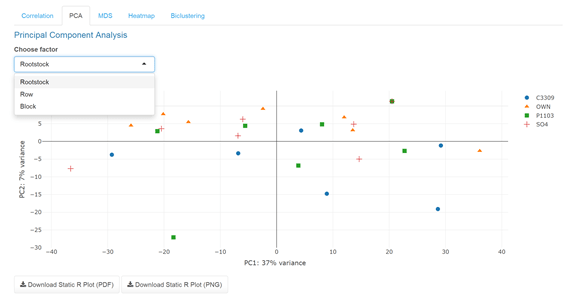 Correlation PCA MDS Heatmap Biclustering
Principal Component Analysis
Choose factor
Rootstock
Rootstock
Row
Block
C3309
OWN
P1103
SO4
5
0
−5
−10
−15
−20
−25
−30
PC2: 7% variance
−40 −30 −20 −10 0 10 20 30 40
PC1: 37% variance
Download Static R Plot (PDF) Download Static R Plot (PNG)